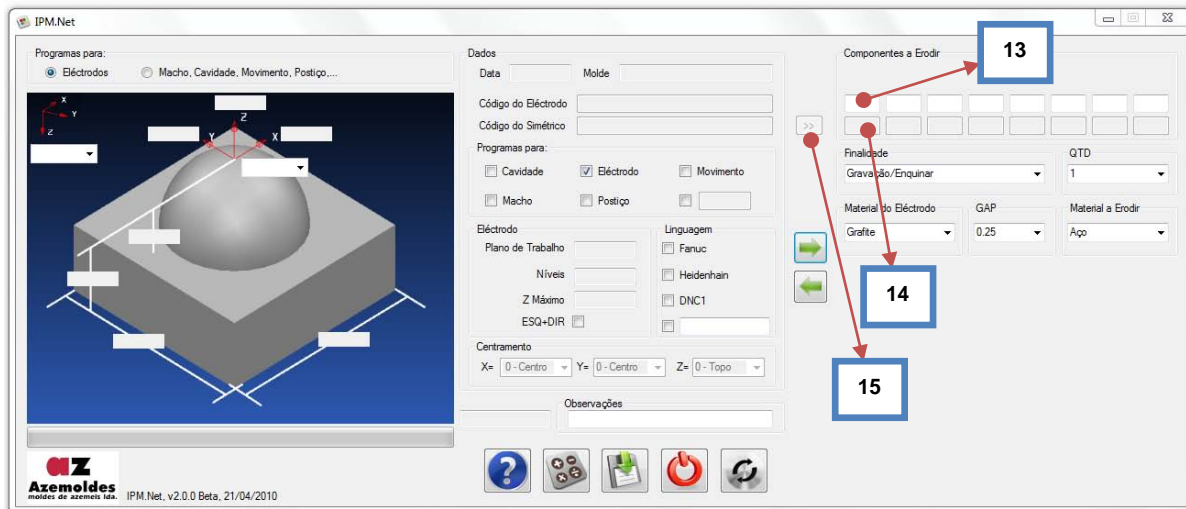 IPM.Net
Programas para:
Eléctrodos
Macho, Cavidade, Movimento, Postiço,...
X
Y
Z
Z
Y
X
Dados
Data
Molde
Código do Eléctrodo
Código do Simétrico
Programas para:
Cavidade
Eléctrodo
Movimento
Macho
Postiço
Eléctrodo
Plano de Trabalho
Níveis
Z Máximo
ESQ+DIR
Linguagem
Fanuc
Heidenhain
DNC1
Centramento
X= 0 - Centro Y= 0 - Centro Z= 0 - Topo
Observações
>>
Componentes a Erodir
13
Finalidade
QTD
Gravação/Enquinar
1
Material do Eléctrodo
GAP
Material a Erodir
Grafite
0.25
Aço
14
15
az
Azemoldes
moldes de azemeis lda.
IPM.Net, v2.0.0 Beta, 21/04/2010
?